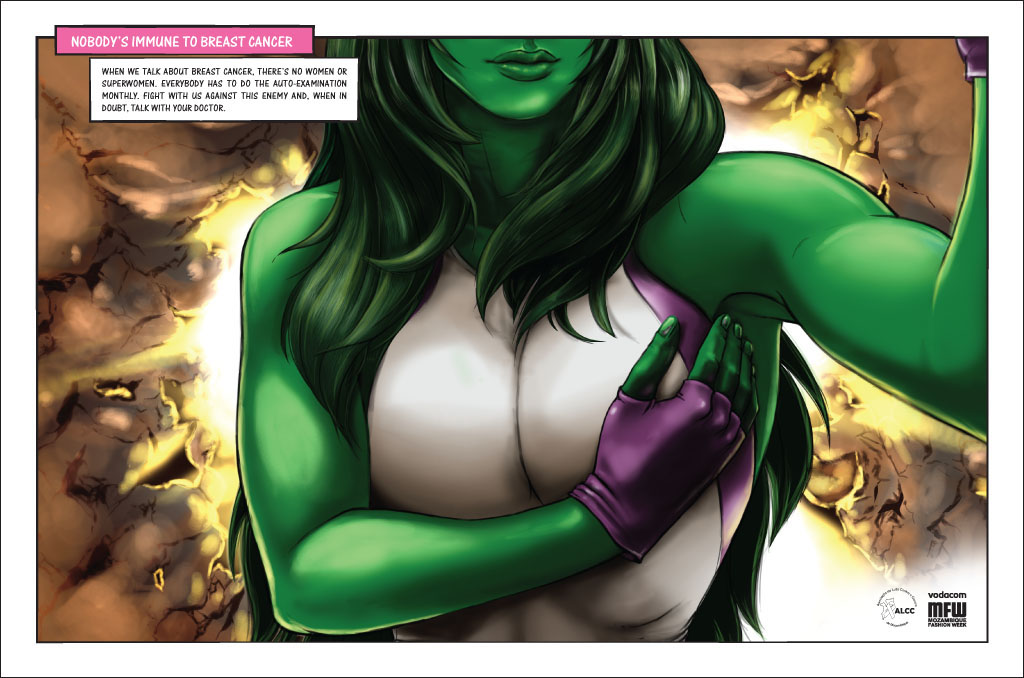 NOBODY'S IMMUNE TO BREAST CANCER
WHEN WE TALK ABOUT BREAST CANCER, THERE'S NO WOMEN OR
SUPERWOMEN. EVERYBODY HAS TO DO THE AUTO-EXAMINATION
MONTHLY. FIGHT WITH US AGAINST THIS ENEMY AND, WHEN IN
DOUBT, TALK WITH YOUR DOCTOR.
ALCC
vodacom
MFW
MOZAMBIQUE
FASHION WEEK